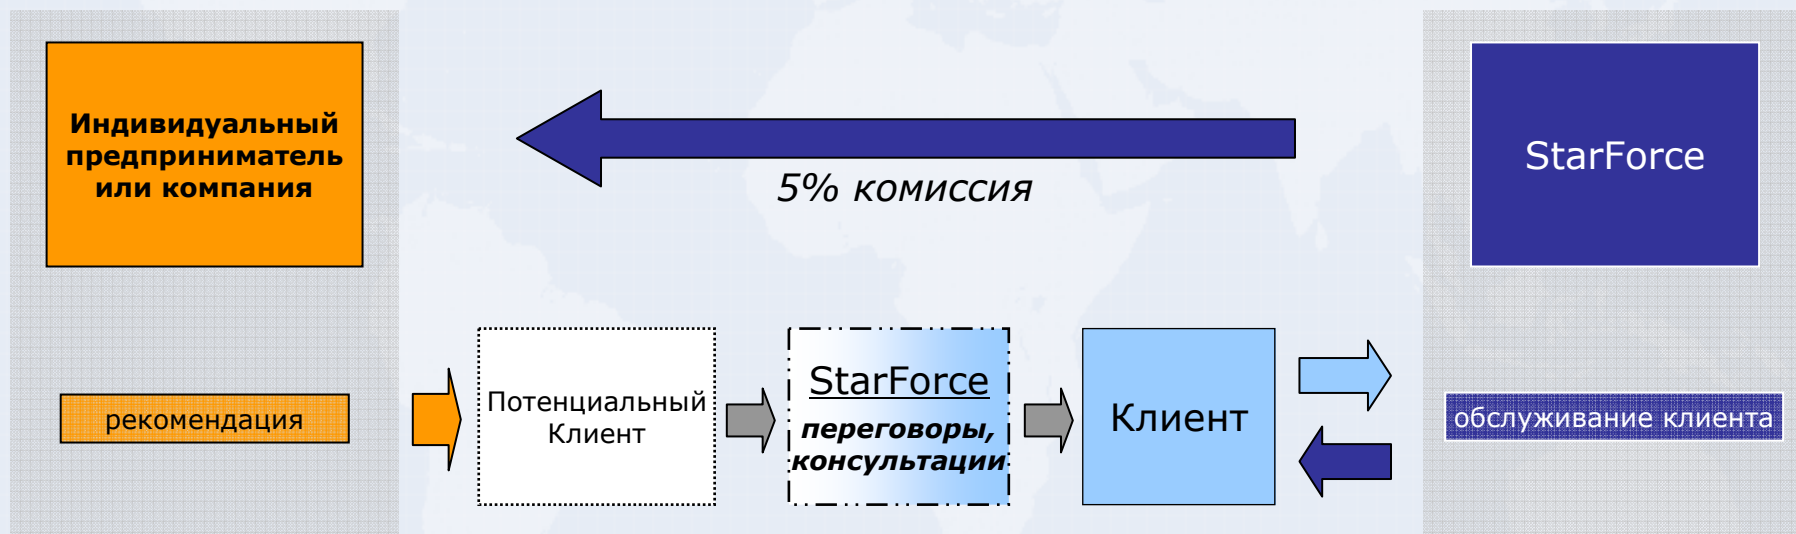 Индивидуальный
предприниматель
или компания
5% комиссия
StarForce
рекомендация
Потенциальный
Клиент
StarForce
переговоры,
консультации
Клиент
обслуживание клиента